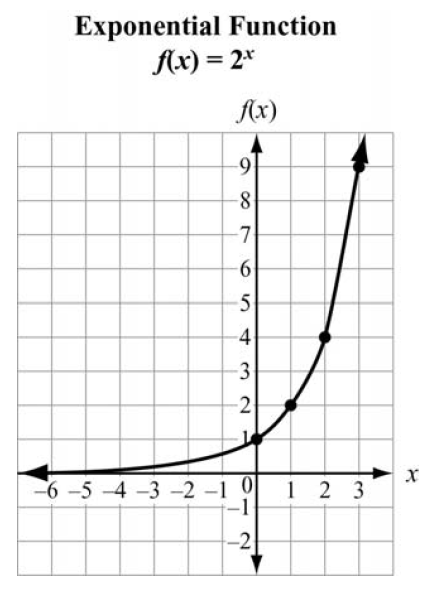 Exponential Function
f(x) = 2ˣ
f(x)
9
8
7
6
5
4
3
2
1
–6 –5 –4 –3 –2 –1 0 1 2 3 x
–1
–2